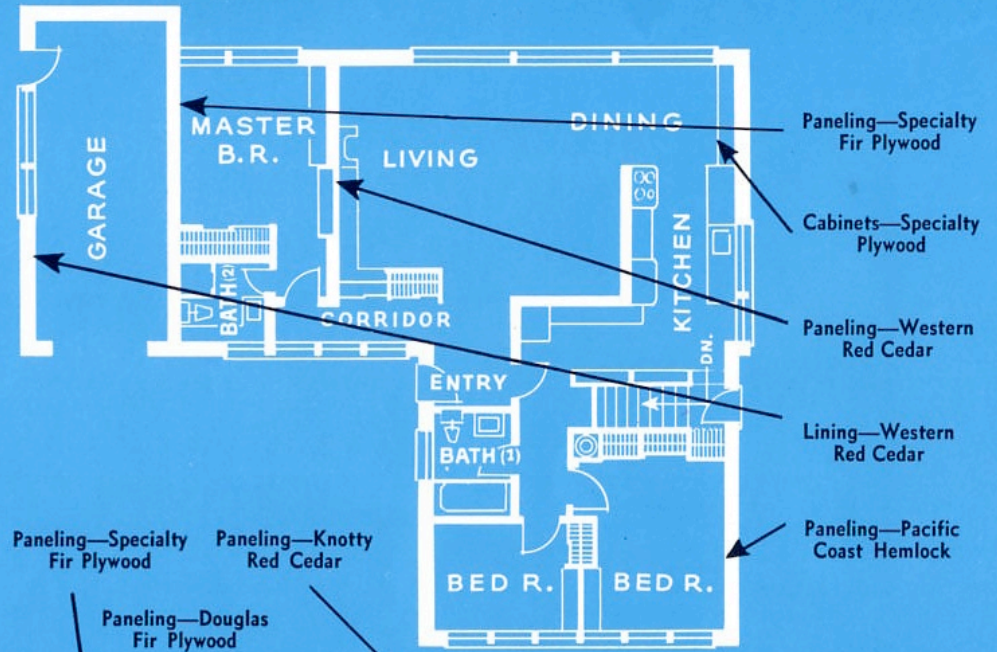 GARAGE
MASTER
B.R.
LIVING
DINING
KITCHEN
BATH (2)
CORRIDOR
ENTRY
DN.
BATH (1)
BED R.
BED R.
Paneling—Specialty
Fir Plywood
Cabinets—Specialty
Plywood
Paneling—Western
Red Cedar
Lining—Western
Red Cedar
Paneling—Pacific
Coast Hemlock
Paneling—Specialty
Fir Plywood
Paneling—Knotty
Red Cedar
Paneling—Douglas
Fir Plywood